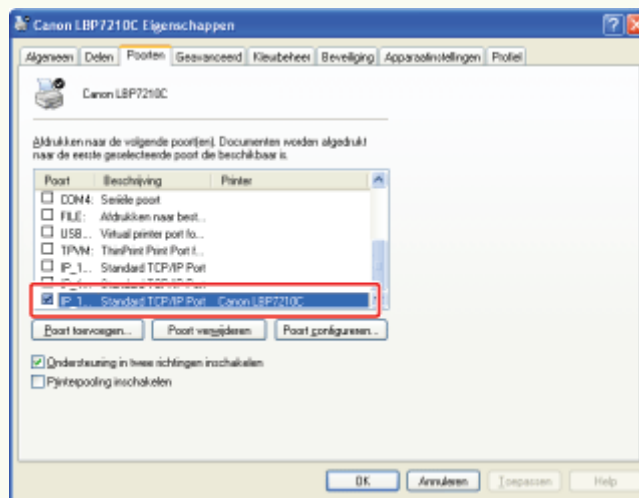 Canon LBP7210C Eigenschappen
Algemeen Delen Poorten Geavanceerd Kleurbeheer Beveiliging Apparaatinstellingen Profiel
Canon LBP7210C
Afdrukken naar de volgende poort(en). Documenten worden afgedrukt
naar de eerste geselecteerde poort die beschikbaar is.
Poort Beschrijving Printer
COM4: Seriële poort
FILE: Afdrukken naar best...
USB... Virtual printer port fo...
TPVM: ThinPrint Print Port f...
IP_1... Standard TCP/IP Port
IP_1... Standard TCP/IP Port Canon LBP7210C
Poort toevoegen... Poort verwijderen Poort configureren...
Ondersteuning in twee richtingen inschakelen
Printerpooling inschakelen
OK Annuleren Toepassen Help